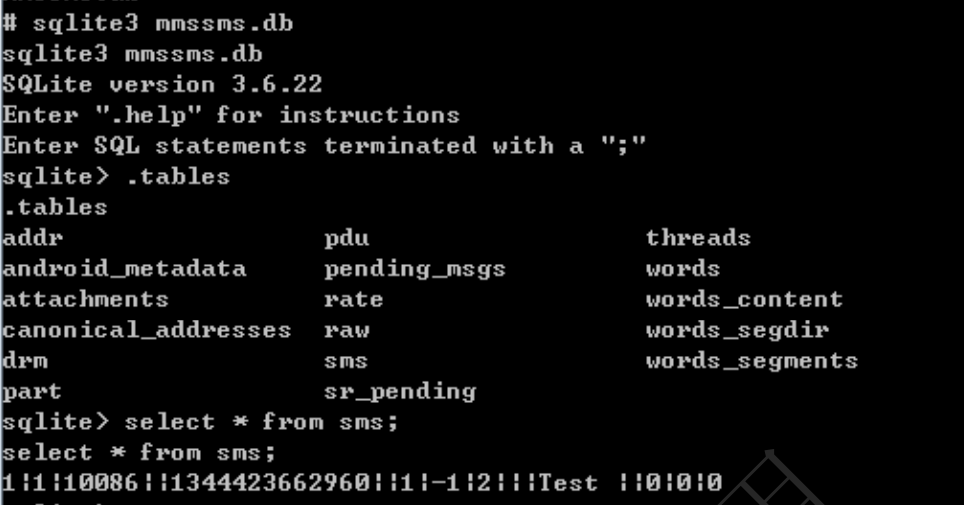 # sqlite3 mmssms.db
sqlite3 mmssms.db
SQLite version 3.6.22
Enter ".help" for instructions
Enter SQL statements terminated with a ";"
sqlite> .tables
.tables
addr pdu threads
android_metadata pending_msgs words
attachments rate words_content
canonical_addresses raw words_segdir
drm sms words_segments
part sr_pending
sqlite> select * from sms;
select * from sms;
1|1|10086||1344423662960||1|-1|2|||Test ||0|0|0